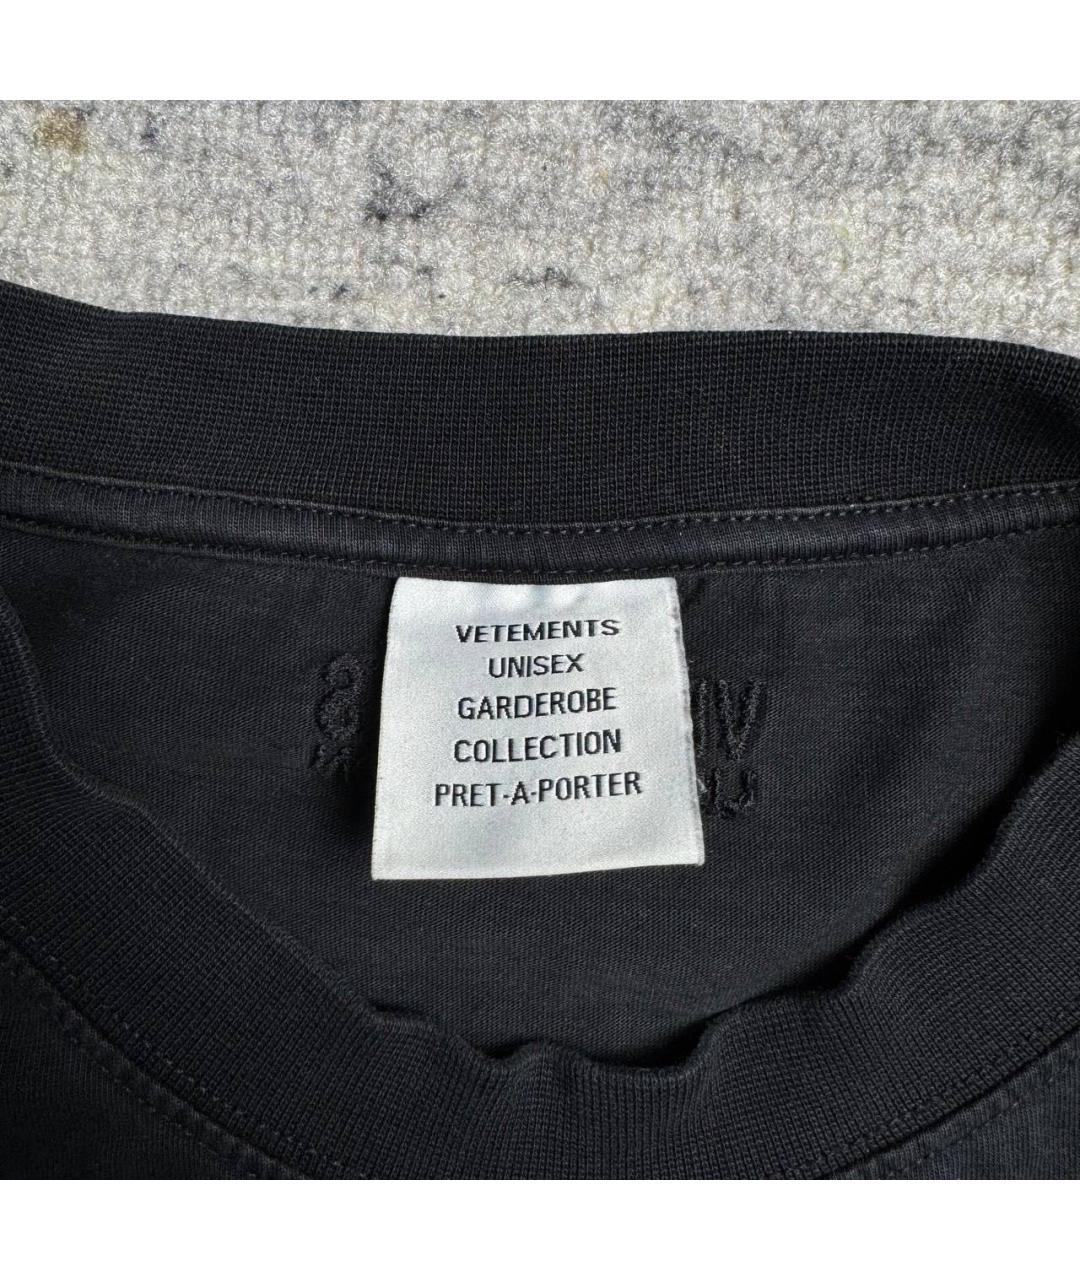 VETEMENTS
UNISEX
GARDEROBE
COLLECTION
PRET-A-PORTER